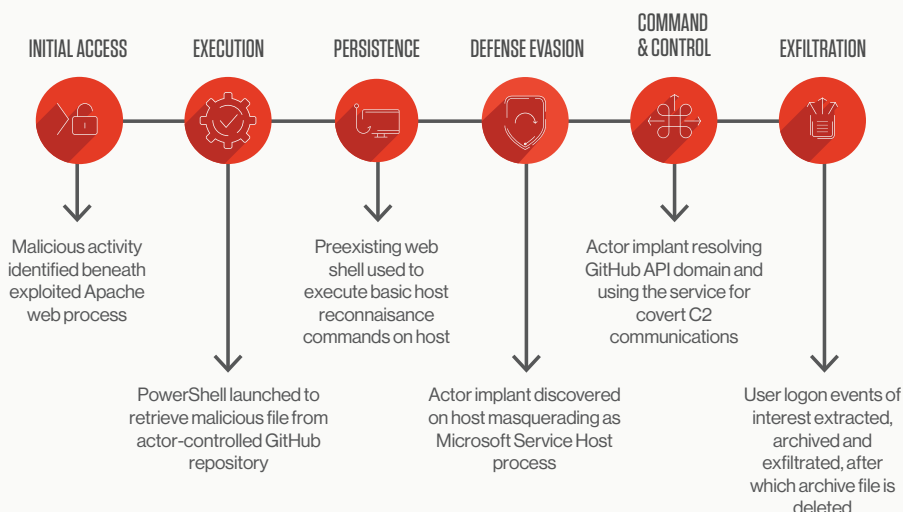 INITIAL ACCESS
EXECUTION
PERSISTENCE
DEFENSE EVASION
COMMAND
& CONTROL
EXFILTRATION
Malicious activity
identified beneath
exploited Apache
web process
PowerShell launched to
retrieve malicious file from
actor-controlled GitHub
repository
Preexisting web
shell used to
execute basic host
reconnaisance
commands on host
Actor implant discovered
on host masquerading as
Microsoft Service Host
process
Actor implant resolving
GitHub API domain and
using the service for
covert C2
communications
User logon events of
interest extracted,
archived and
exfiltrated, after
which archive file is
deleted